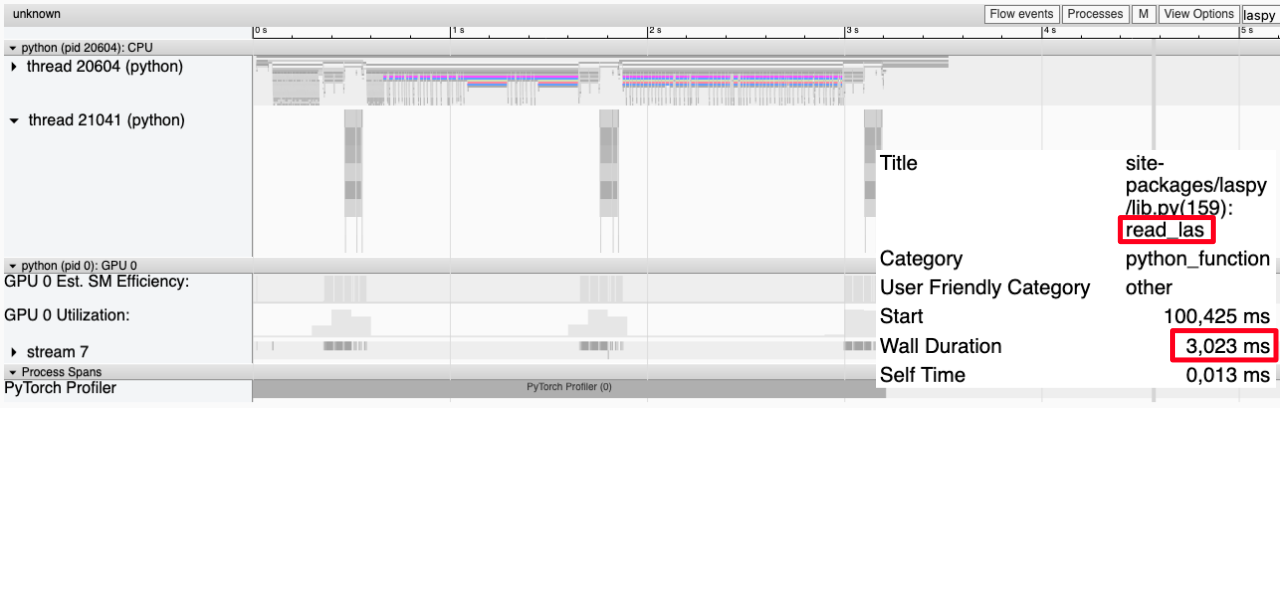 unknown
Flow events Processes M View Options laspy
0 s 1 s 2 s 3 s 4 s 5 s
python (pid 20604): CPU
thread 20604 (python)
thread 21041 (python)
Title site-packages/laspy/lib.py(159): read_las
Category python_function
User Friendly Category other
Start 100,425 ms
Wall Duration 3,023 ms
Self Time 0,013 ms
python (pid 0): GPU 0
GPU 0 Est. SM Efficiency:
GPU 0 Utilization:
stream 7
Process Spans
PyTorch Profiler PyTorch Profiler (0)